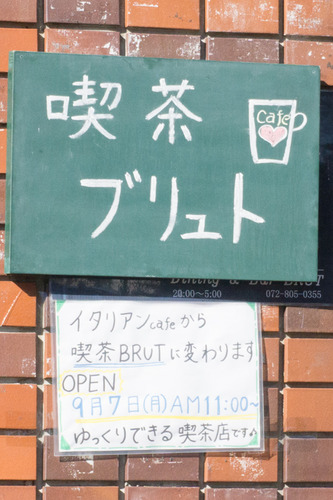 喫茶
Cafe
ブリュト
Dining & Bar BRUT
20:00〜5:00 072-805-0355
イタリアンcafeから
喫茶BRUTに変わります
OPEN
9月7日(月)AM11:00〜
ゆっくりできる喫茶店です♪